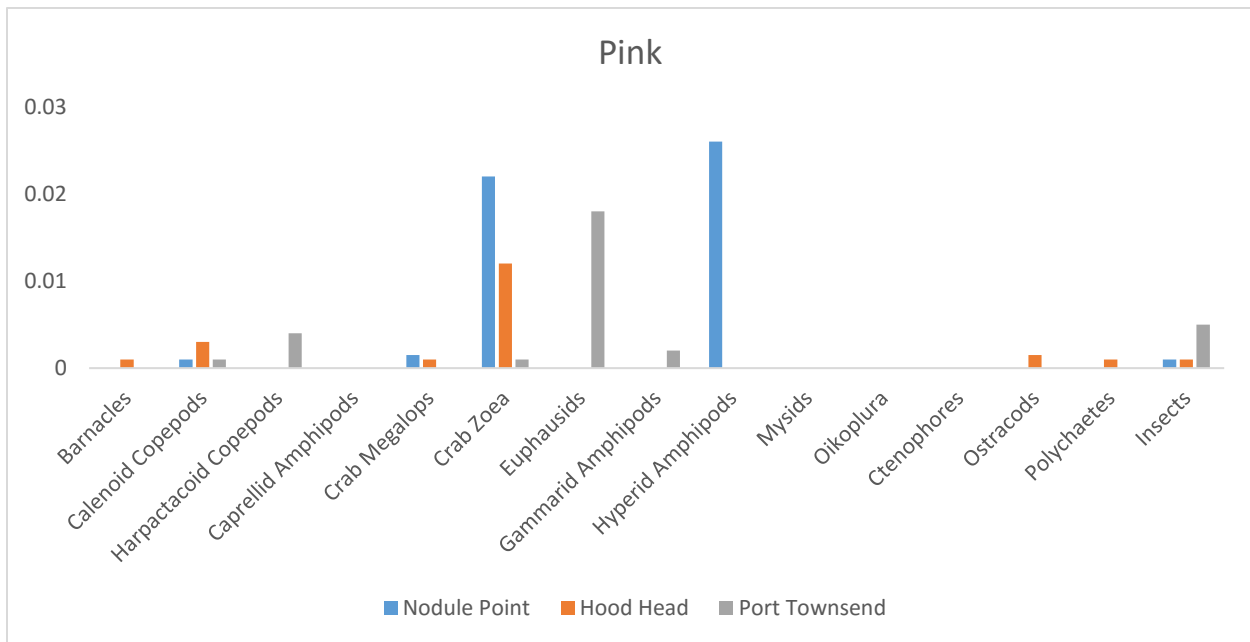 Pink
0.03
0.02
0.01
0
Barnacles
Calenoid Copepods
Harpactacoid Copepods
Caprellid Amphipods
Crab Megalops
Crab Zoea
Euphausids
Gammarid Amphipods
Hyperid Amphipods
Mysids
Oikoplura
Ctenophores
Ostracods
Polychaetes
Insects
Nodule Point Hood Head Port Townsend